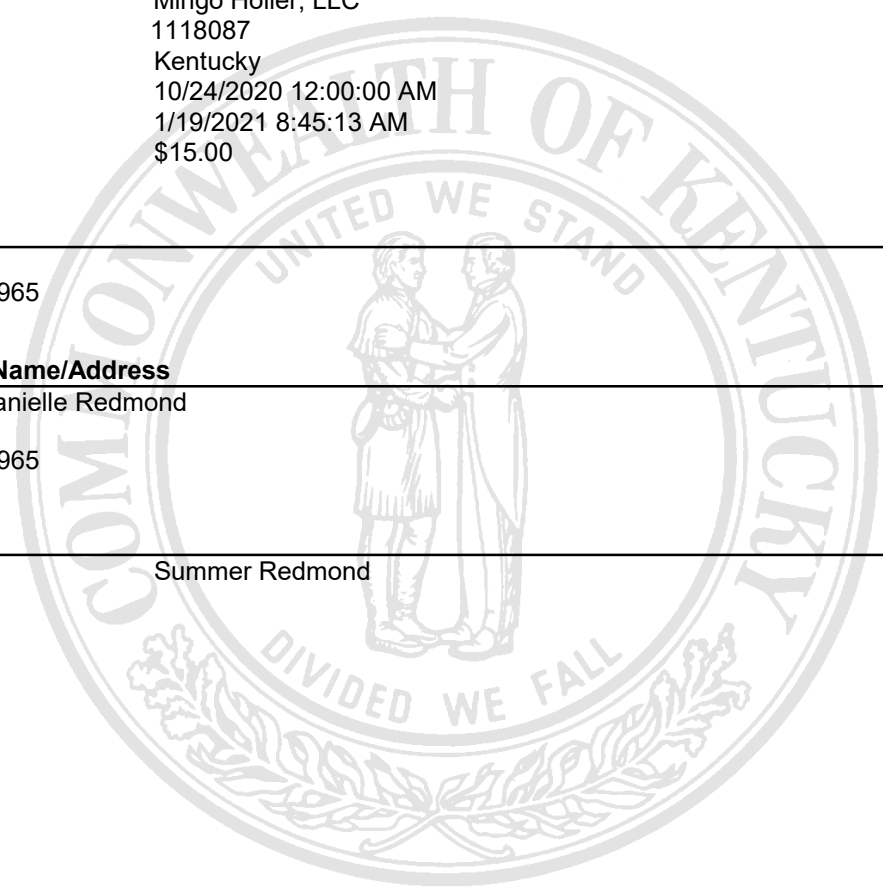 Mingo Holler, LLC
1118087
Kentucky
10/24/2020 12:00:00 AM
1/19/2021 8:45:13 AM
$15.00
COMMONWEALTH OF KENTUCKY
UNITED WE STAND
965
Name/Address
anielle Redmond
965
Summer Redmond
DIVIDED WE FALL